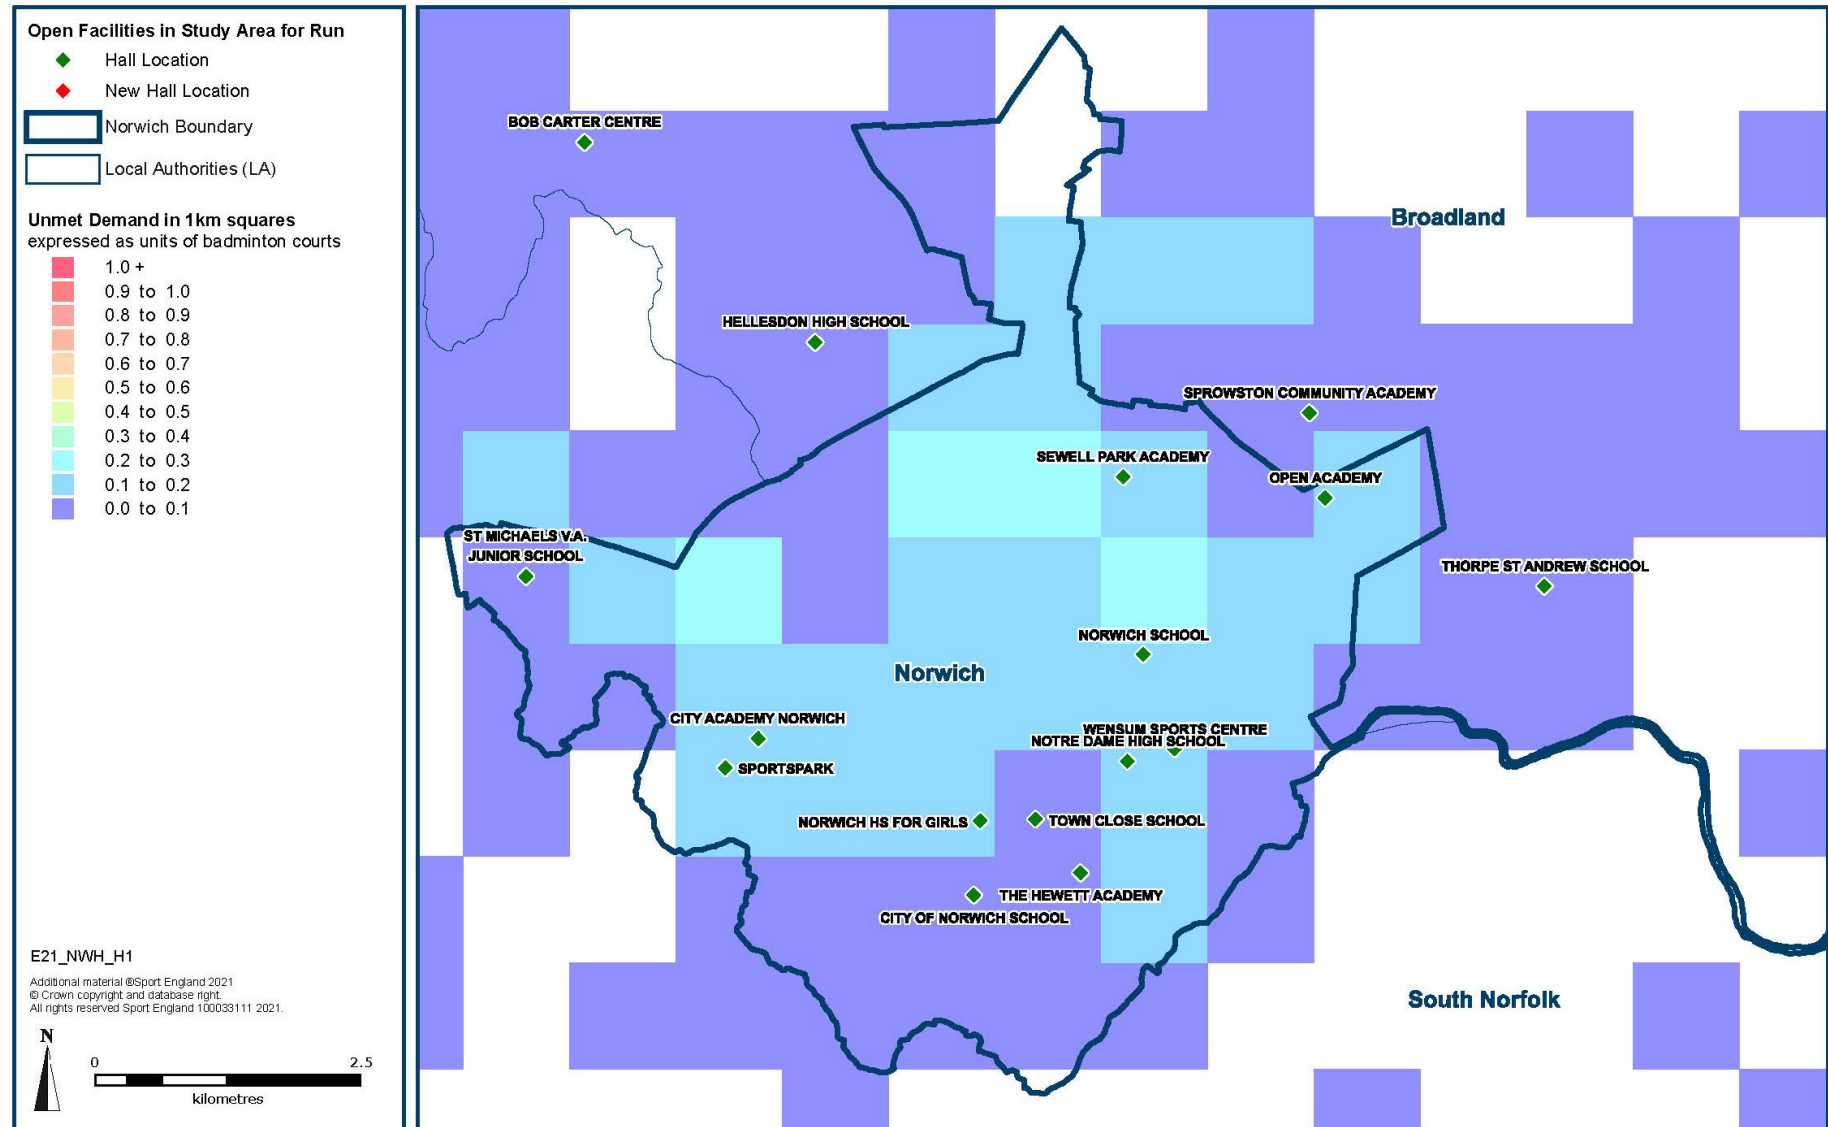 Open Facilities in Study Area for Run
Hall Location
New Hall Location
Norwich Boundary
Local Authorities (LA)
Unmet Demand in 1km squares
expressed as units of badminton courts
1.0 +
0.9 to 1.0
0.8 to 0.9
0.7 to 0.8
0.6 to 0.7
0.5 to 0.6
0.4 to 0.5
0.3 to 0.4
0.2 to 0.3
0.1 to 0.2
0.0 to 0.1
E21_NWH_H1
Additional material ®Sport England 2021
© Crown copyright and database right.
All rights reserved Sport England 100033111 2021.
N
0 2.5
kilometres
BOB CARTER CENTRE
Broadland
HELLESDON HIGH SCHOOL
SPROWSTON COMMUNITY ACADEMY
SEWELL PARK ACADEMY
OPEN ACADEMY
ST MICHAELS V.A.
JUNIOR SCHOOL
THORPE ST ANDREW SCHOOL
NORWICH SCHOOL
Norwich
CITY ACADEMY NORWICH
WENSUM SPORTS CENTRE
NOTRE DAME HIGH SCHOOL
SPORTSPARK
NORWICH HS FOR GIRLS
TOWN CLOSE SCHOOL
THE HEWETT ACADEMY
CITY OF NORWICH SCHOOL
South Norfolk